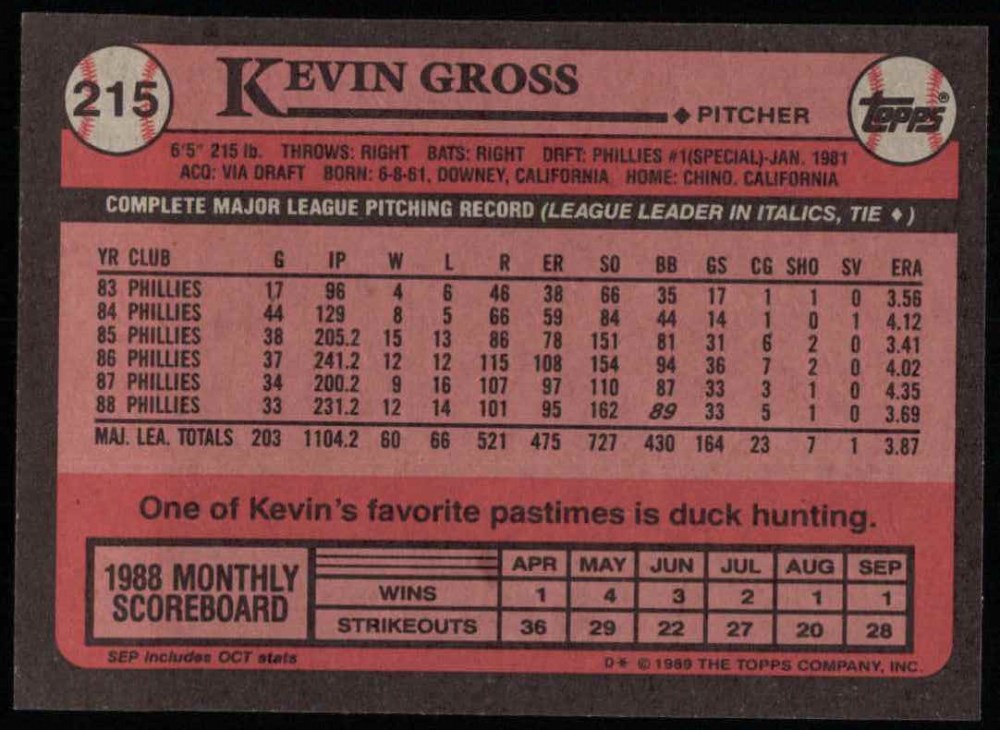 215
KEVIN GROSS
◆ PITCHER
topps®
6'5" 215 lb. THROWS: RIGHT BATS: RIGHT DRFT: PHILLIES #1(SPECIAL)-JAN. 1981
ACQ: VIA DRAFT BORN: 6-8-61, DOWNEY, CALIFORNIA HOME: CHINO, CALIFORNIA
COMPLETE MAJOR LEAGUE PITCHING RECORD (LEAGUE LEADER IN ITALICS, TIE ♦)
YR CLUB G IP W L R ER SO BB GS CG SHO SV ERA
83 PHILLIES 17 96 4 6 46 38 66 35 17 1 1 0 3.56
84 PHILLIES 44 129 8 5 66 59 84 44 14 1 0 1 4.12
85 PHILLIES 38 205.2 15 13 86 78 151 81 31 6 2 0 3.41
86 PHILLIES 37 241.2 12 12 115 108 154 94 36 7 2 0 4.02
87 PHILLIES 34 200.2 9 16 107 97 110 87 33 3 1 0 4.35
88 PHILLIES 33 231.2 12 14 101 95 162 89 33 5 1 0 3.69
MAJ. LEA. TOTALS 203 1104.2 60 66 521 475 727 430 164 23 7 1 3.87
One of Kevin's favorite pastimes is duck hunting.
1988 MONTHLY
SCOREBOARD
APR MAY JUN JUL AUG SEP
WINS 1 4 3 2 1 1
STRIKEOUTS 36 29 22 27 20 28
SEP includes OCT stats
D* © 1989 THE TOPPS COMPANY, INC.